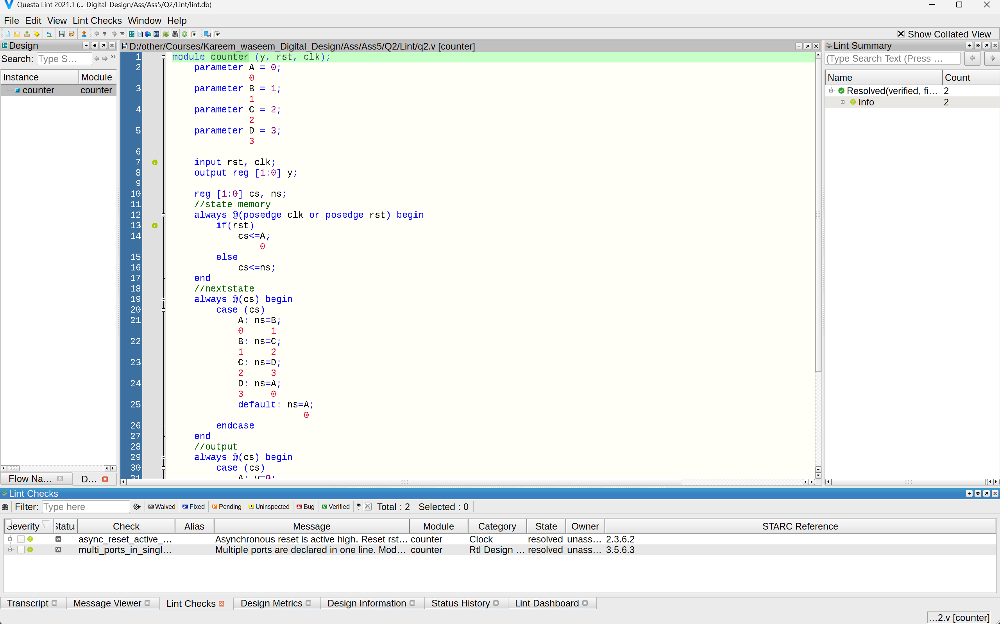 Questa Lint 2021.1 (..._Digital_Design/Ass/Ass5/Q2/Lint/lint.db)
File Edit View Lint Checks Window Help
Show Collated View
Design
Search: Type S...
Instance Module
counter counter
Flow Na... D...
D:/other/Courses/Kareem_waseem_Digital_Design/Ass/Ass5/Q2/Lint/q2.v [counter]
1 module counter (y, rst, clk);
2 parameter A = 0;
0
3 parameter B = 1;
1
4 parameter C = 2;
2
5 parameter D = 3;
3
6
7 input rst, clk;
8 output reg [1:0] y;
9
10 reg [1:0] cs, ns;
11 //state memory
12 always @(posedge clk or posedge rst) begin
13 if(rst)
14 cs<=A;
0
15 else
16 cs<=ns;
17 end
18 //nextstate
19 always @(cs) begin
20 case (cs)
21 A: ns=B;
0 1
22 B: ns=C;
1 2
23 C: ns=D;
2 3
24 D: ns=A;
3 0
25 default: ns=A;
0
26 endcase
27 end
28 //output
29 always @(cs) begin
30 case (cs)
31 A: y=0;
Lint Summary
(Type Search Text (Press ...
Name Count
Resolved(verified, fi... 2
Info 2
Lint Checks
Filter: Type here Waived Fixed Pending Uninspected Bug Verified Total : 2 Selected : 0
Severity Check Alias Message Module Category State Owner STARC Reference
W async_reset_active_... Asynchronous reset is active high. Reset rst... counter Clock resolved unass... 2.3.6.2
W multi_ports_in_singl... Multiple ports are declared in one line. Mod... counter Rtl Design ... resolved unass... 3.5.6.3
Transcript Message Viewer Lint Checks Design Metrics Design Information Status History Lint Dashboard
...2.v [counter]